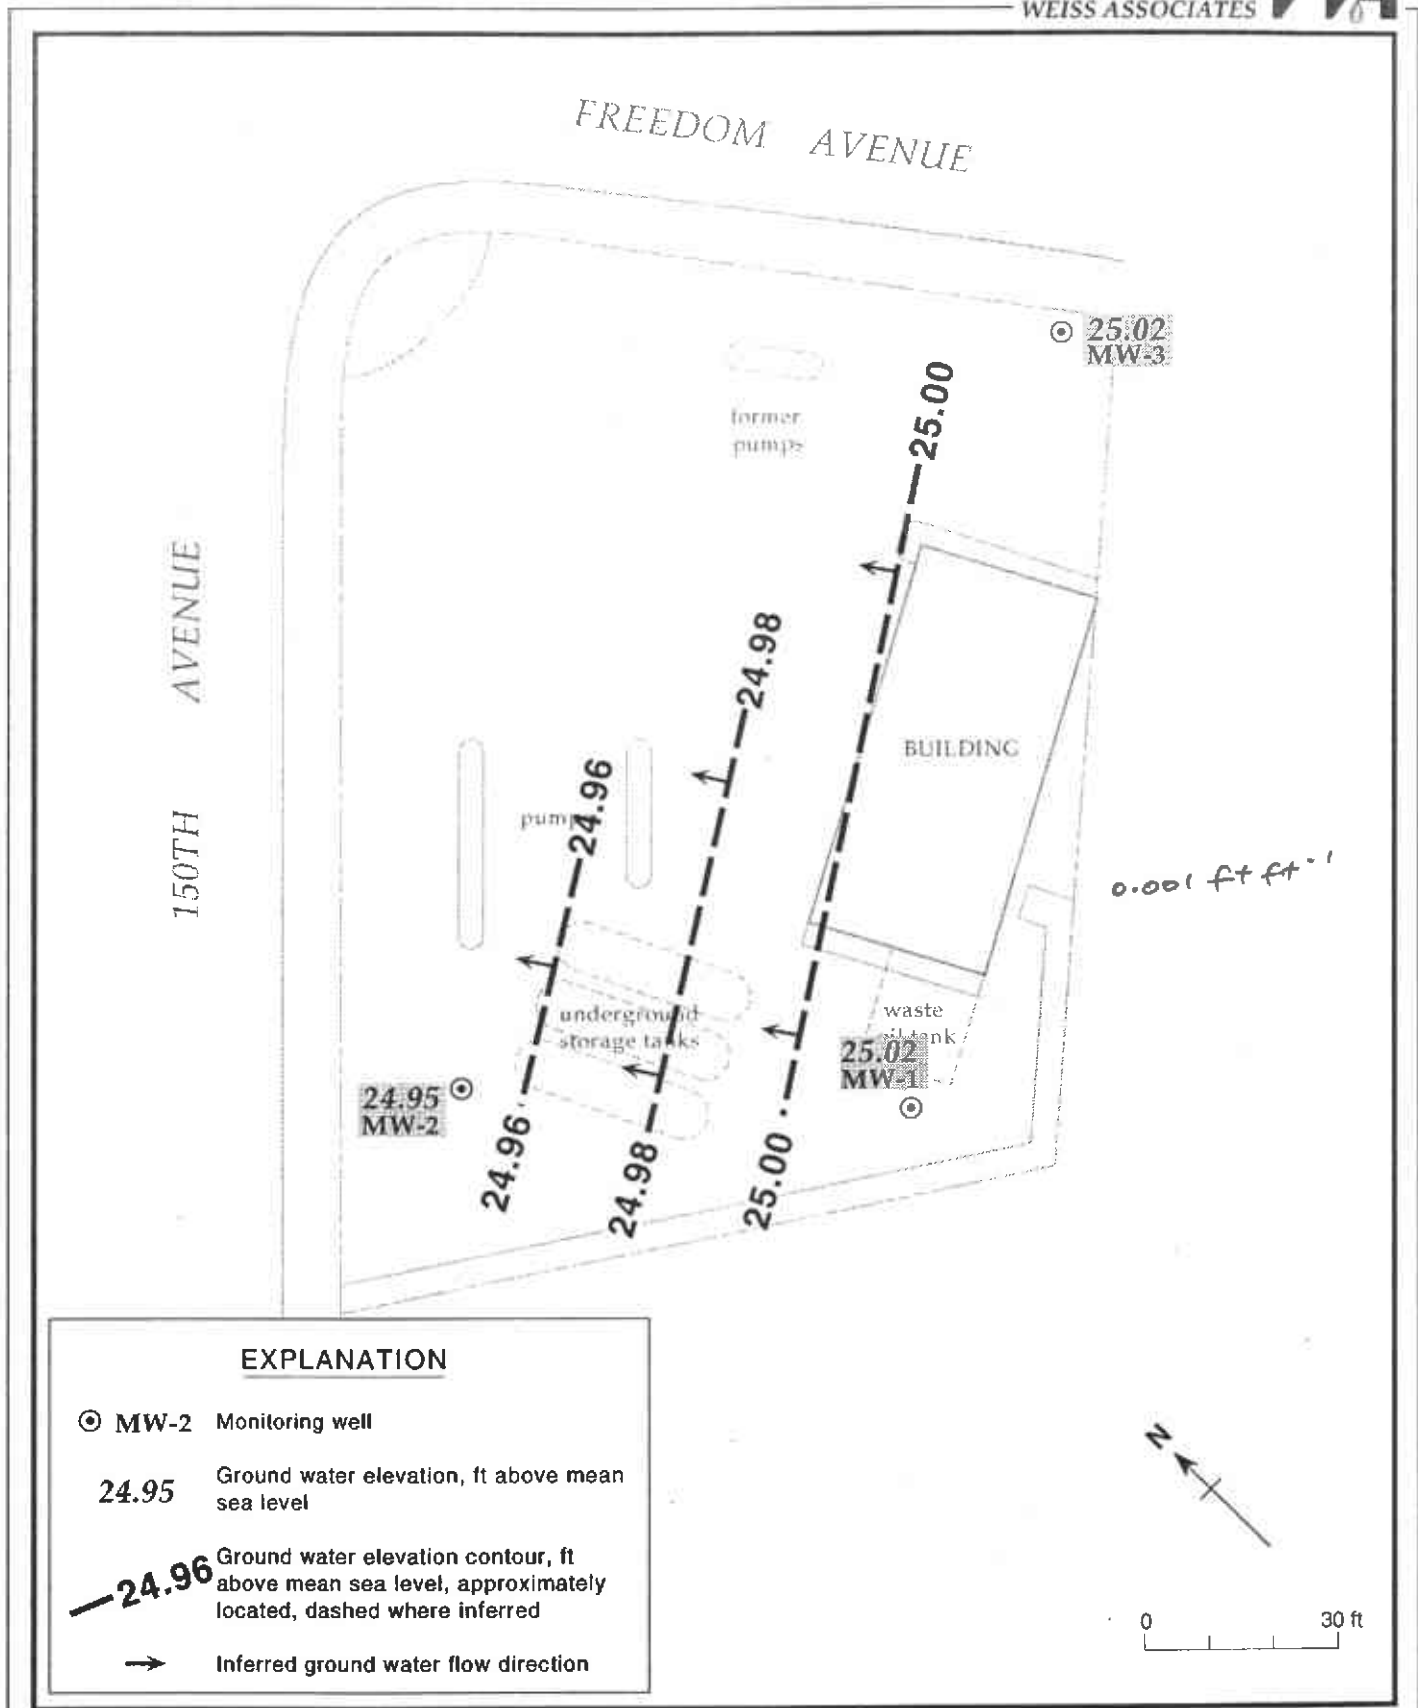 WEISS ASSOCIATES
FREEDOM AVENUE
25.02
MW-3
former
pumps
25.00
150TH AVENUE
24.98
BUILDING
24.96
0.001 ft ft-1
underground
storage tanks
waste
25.02
MW-1
24.95
MW-2
24.96
24.98
25.00
EXPLANATION
MW-2 Monitoring well
24.95 Ground water elevation, ft above mean
sea level
24.96 Ground water elevation contour, ft
above mean sea level, approximately
located, dashed where inferred
Inferred ground water flow direction
N
0 30 ft